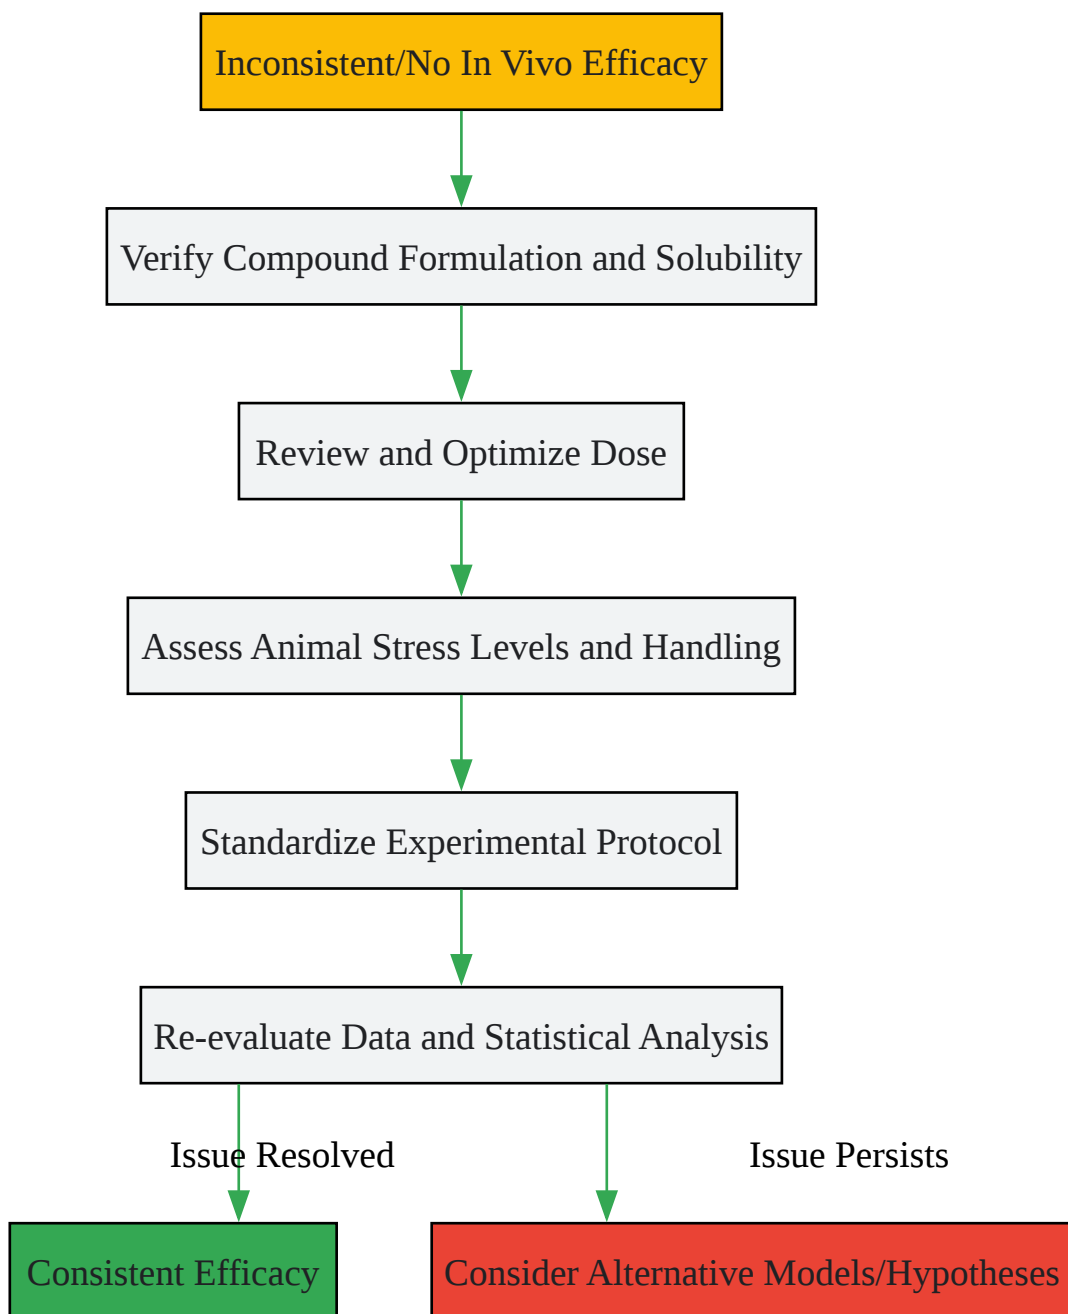 Inconsistent/No In Vivo Efficacy
Verify Compound Formulation and Solubility
Review and Optimize Dose
Assess Animal Stress Levels and Handling
Standardize Experimental Protocol
Re-evaluate Data and Statistical Analysis
Issue Resolved
Issue Persists
Consistent Efficacy
Consider Alternative Models/Hypotheses